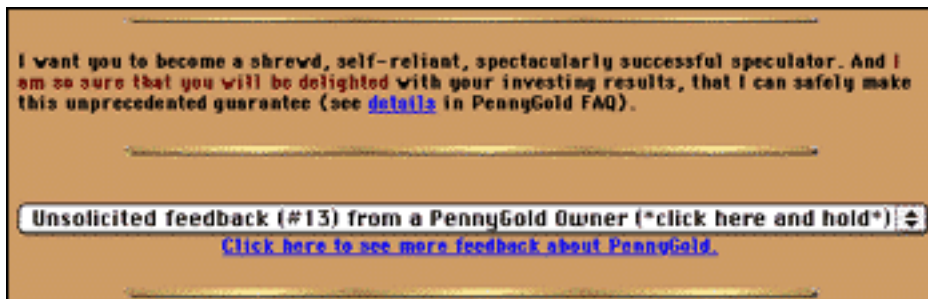 I want you to become a shrewd, self-reliant, spectacularly successful speculator. And I
am so sure that you will be delighted with your investing results, that I can safely make
this unprecedented guarantee (see details in PennyGold FAQ).
Unsolicited feedback (#13) from a PennyGold Owner (*click here and hold*)
Click here to see more feedback about PennyGold.